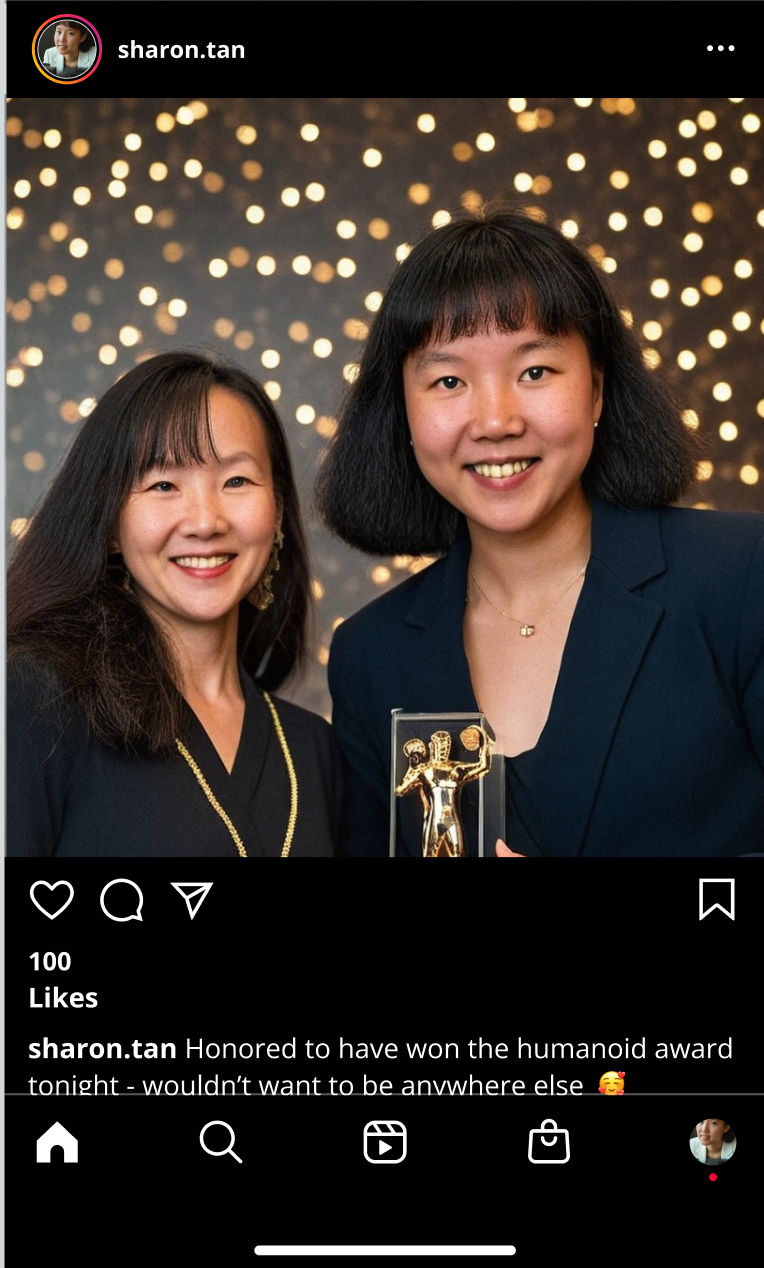 sharon.tan
100
Likes
sharon.tan Honored to have won the humanoid award
tonight - wouldn’t want to be anywhere else 🥰